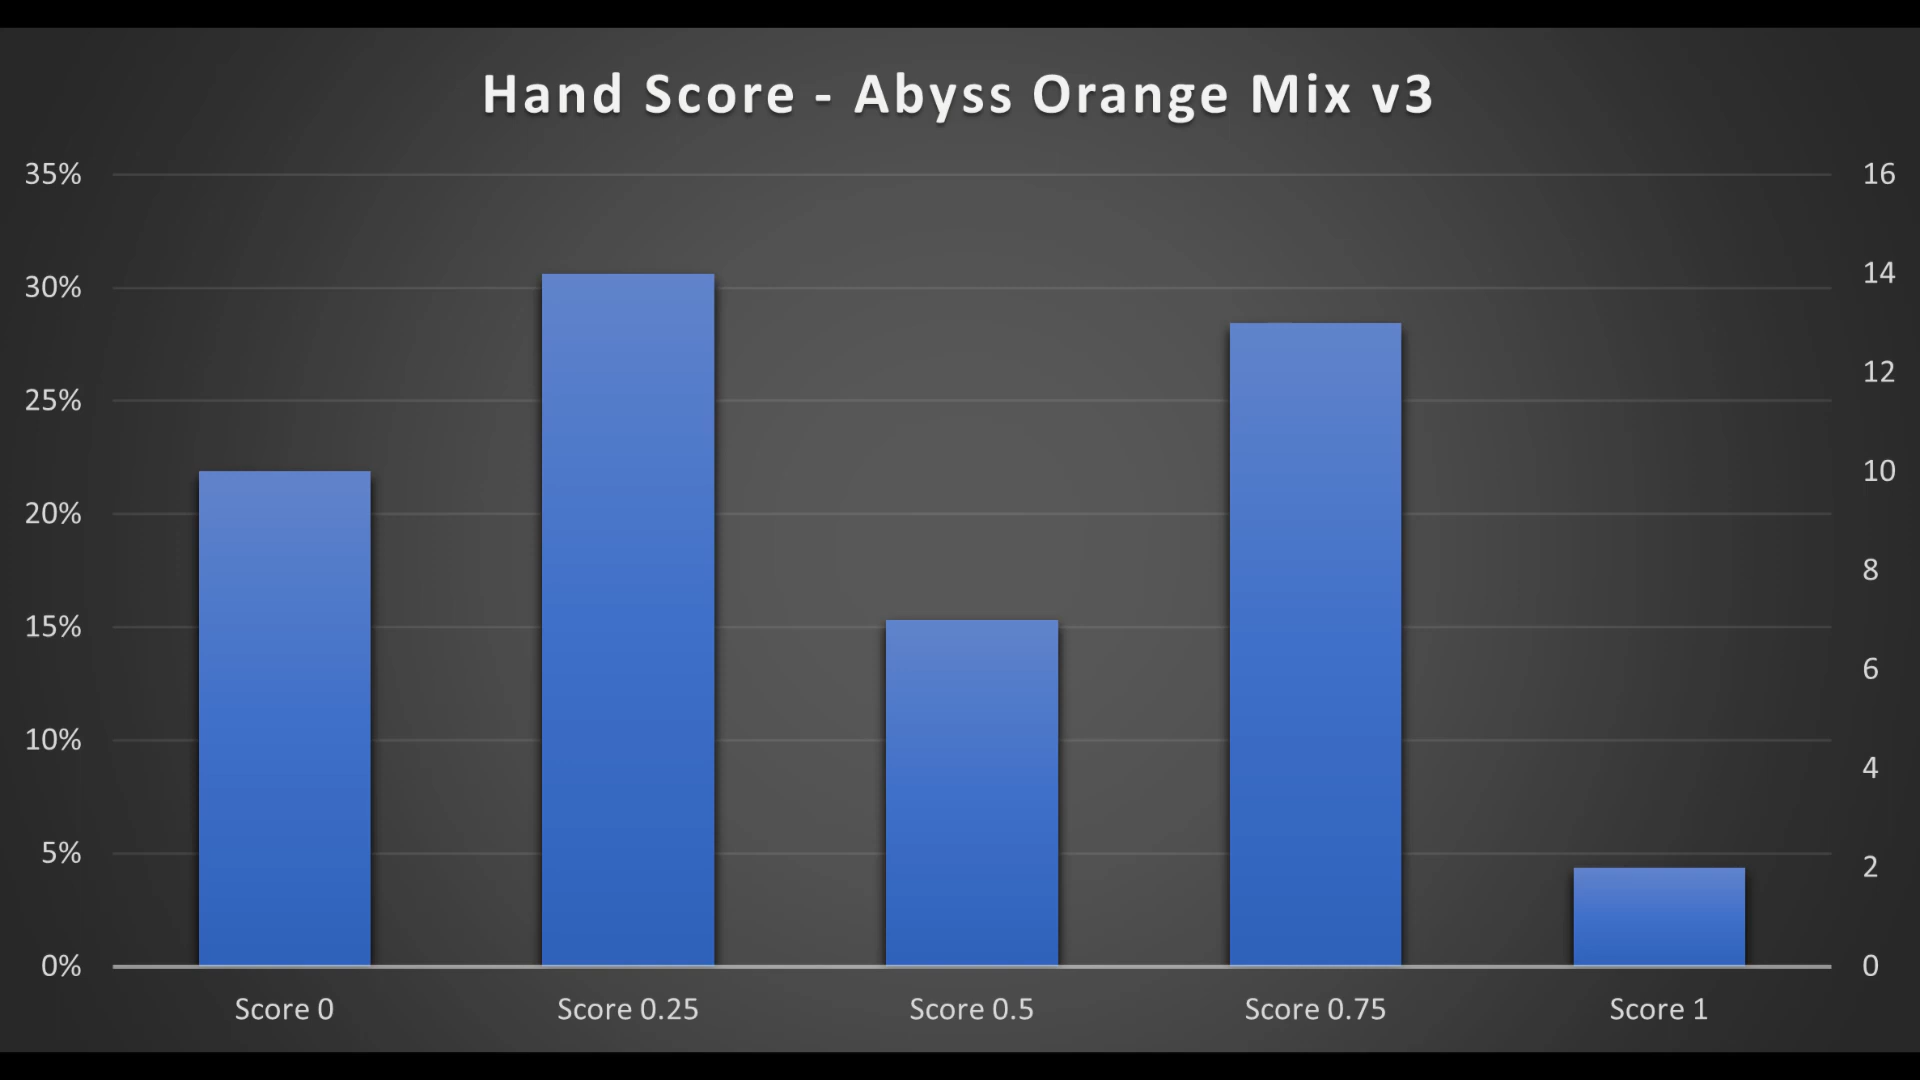 Hand Score - Abyss Orange Mix v3
35%
30%
25%
20%
15%
10%
5%
0%
16
14
12
10
8
6
4
2
0
Score 0
Score 0.25
Score 0.5
Score 0.75
Score 1